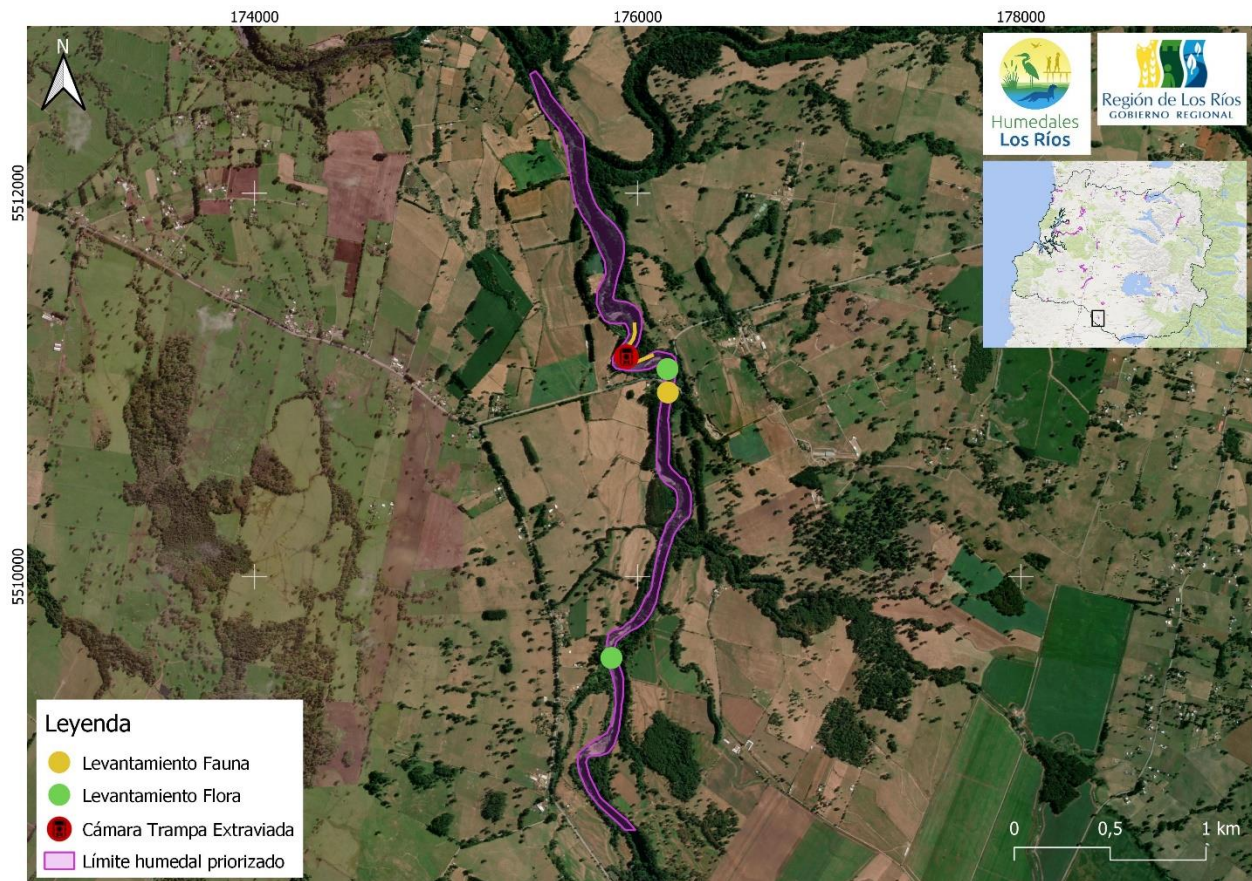 174000
176000
178000
N
Humedales
Los Ríos
Región de Los Ríos
GOBIERNO REGIONAL
5512000
5510000
Leyenda
Levantamiento Fauna
Levantamiento Flora
Cámara Trampa Extraviada
Límite humedal priorizado
0 0,5 1 km